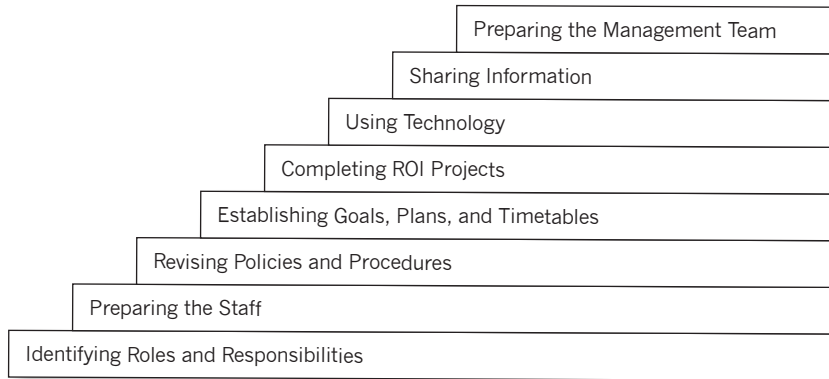 Preparing the Management Team
Sharing Information
Using Technology
Completing ROI Projects
Establishing Goals, Plans, and Timetables
Revising Policies and Procedures
Preparing the Staff
Identifying Roles and Responsibilities